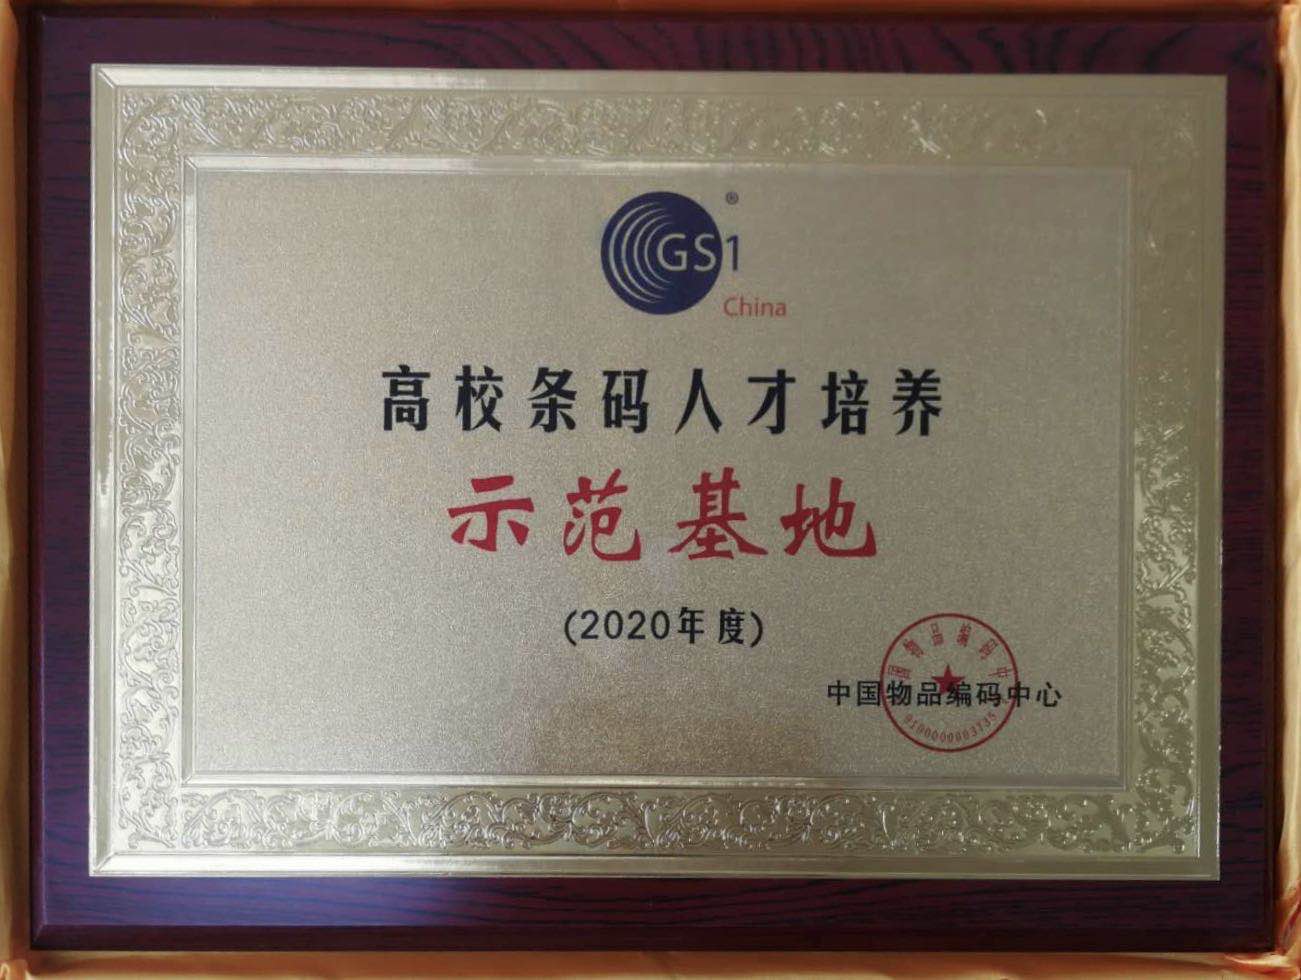 GS1®
China
高校条码人才培养
示范基地
(2020年度)
中国物品编码中心